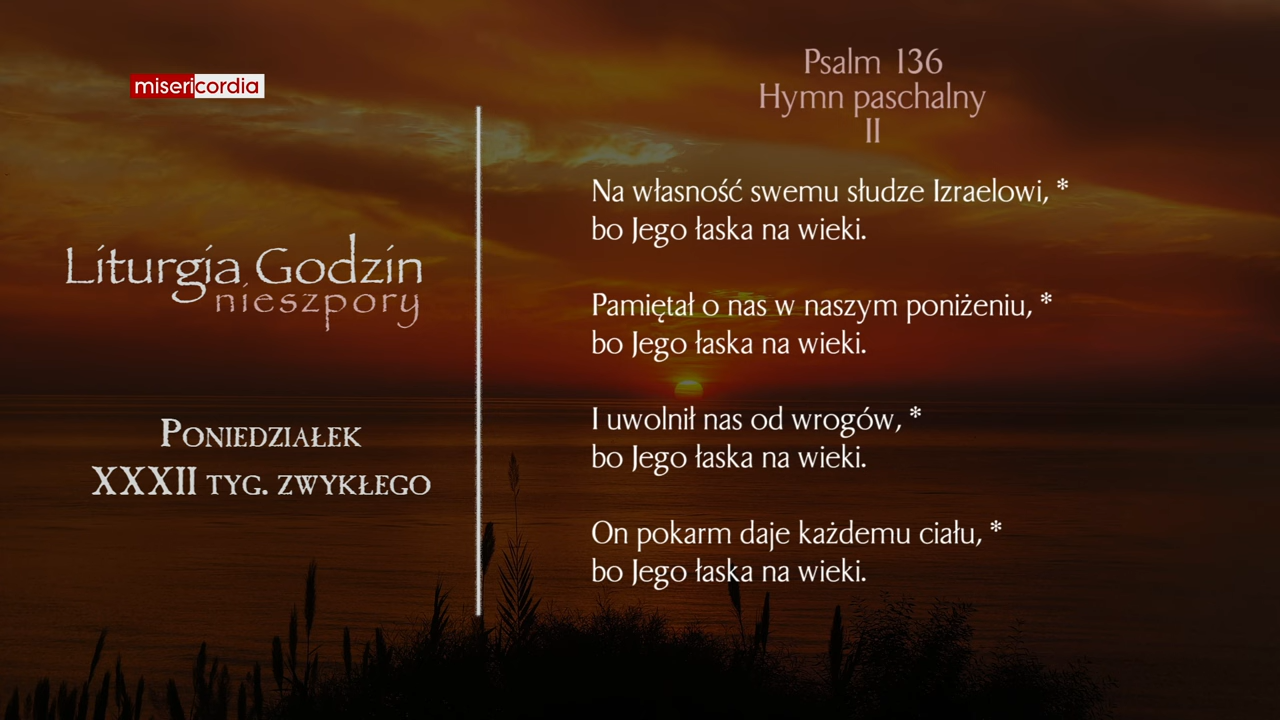 misericordia
Liturgia Godzin
nieszpory
Poniedziałek
XXXII tyg. zwykłego
Psalm 136
Hymn paschalny
II
Na własność swemu słudze Izraelowi, *
bo Jego łaska na wieki.
Pamiętał o nas w naszym poniżeniu, *
bo Jego łaska na wieki.
I uwolnił nas od wrogów, *
bo Jego łaska na wieki.
On pokarm daje każdemu ciału, *
bo Jego łaska na wieki.